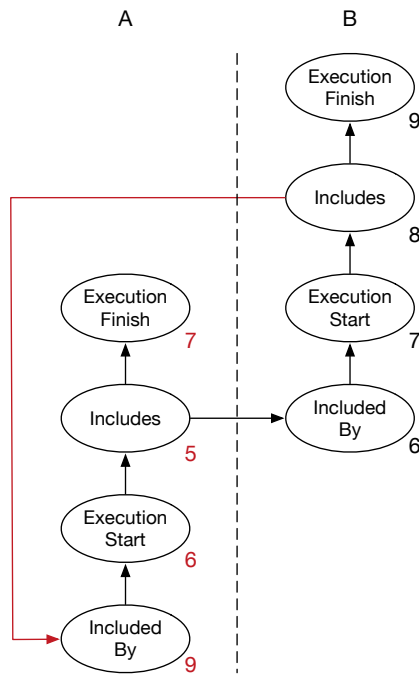 A
B
Execution
Finish
9
Includes
8
Execution
Finish
7
Execution
Start
7
Includes
5
Included
By
6
Execution
Start
6
Included
By
9